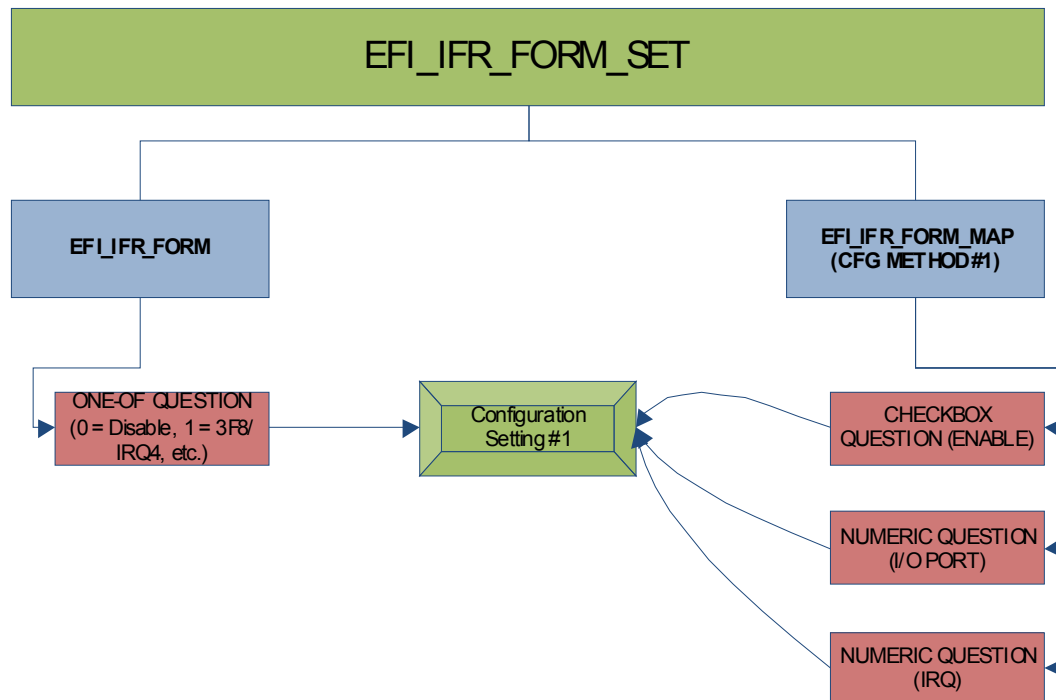 EFI_IFR_FORM_SET
EFI_IFR_FORM
EFI_IFR_FORM_MAP
(CFG METHOD #1)
ONE-OF QUESTION
(0 = Disable, 1 = 3F8/
IRQ4, etc.)
Configuration
Setting #1
CHECKBOX
QUESTION (ENABLE)
NUMERIC QUESTION
(I/O PORT)
NUMERIC QUESTION
(IRQ)